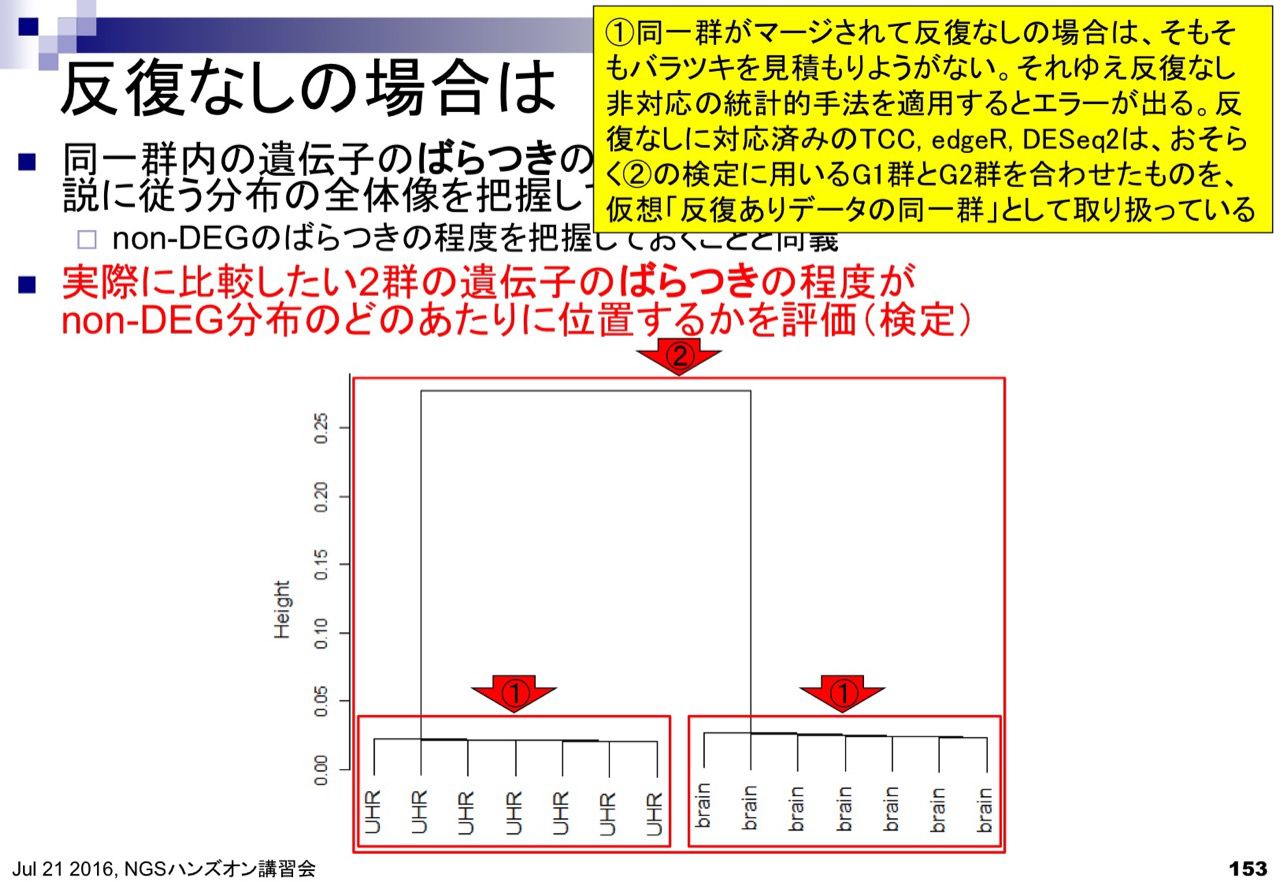 反復なしの場合は
①同一群がマージされて反復なしの場合は、そもそ
もバラツキを見積もりようがない。それゆえ反復なし
非対応の統計的手法を適用するとエラーが出る。反
復なしに対応済みのTCC, edgeR, DESeq2は、おそら
く②の検定に用いるG1群とG2群を合わせたものを、
仮想「反復ありデータの同一群」として取り扱っている
同一群内の遺伝子のばらつきの
説に従う分布の全体像を把握し
non-DEGのばらつきの程度を把握しておくことと同義
実際に比較したい2群の遺伝子のばらつきの程度が
non-DEG分布のどのあたりに位置するかを評価（検定）
②
Height
0.25
0.20
0.15
0.10
0.05
0.00
① ①
UHR UHR UHR UHR UHR UHR UHR brain brain brain brain brain brain brain
Jul 21 2016, NGSハンズオン講習会
153